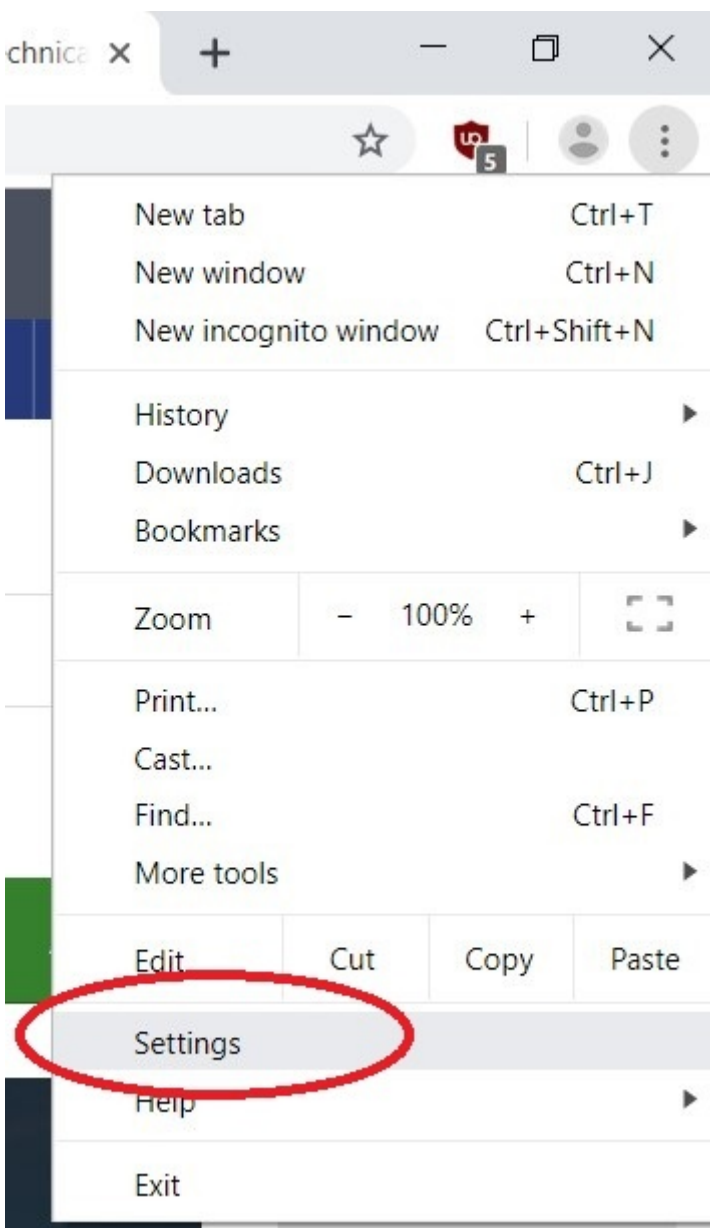 chnica
5
New tab Ctrl+T
New window Ctrl+N
New incognito window Ctrl+Shift+N
History
Downloads Ctrl+J
Bookmarks
Zoom − 100% +
Print... Ctrl+P
Cast...
Find... Ctrl+F
More tools
Edit Cut Copy Paste
Settings
Help
Exit